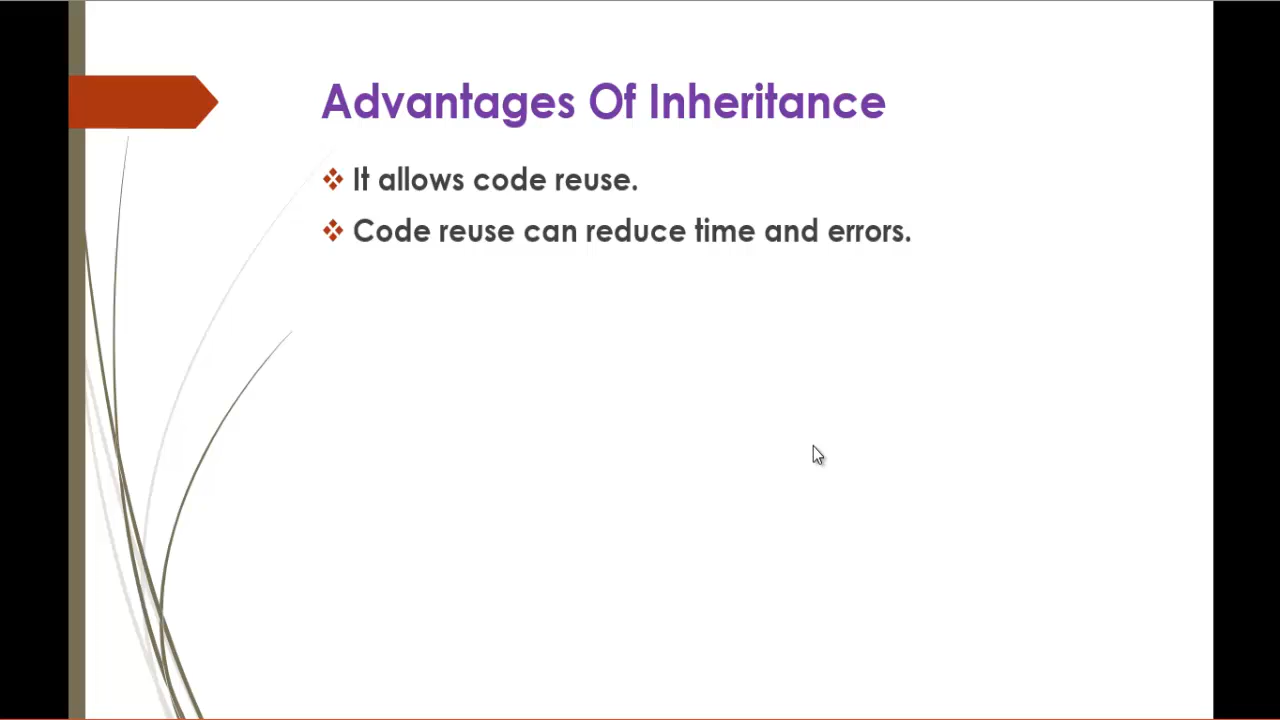 Advantages Of Inheritance
It allows code reuse.
Code reuse can reduce time and errors.